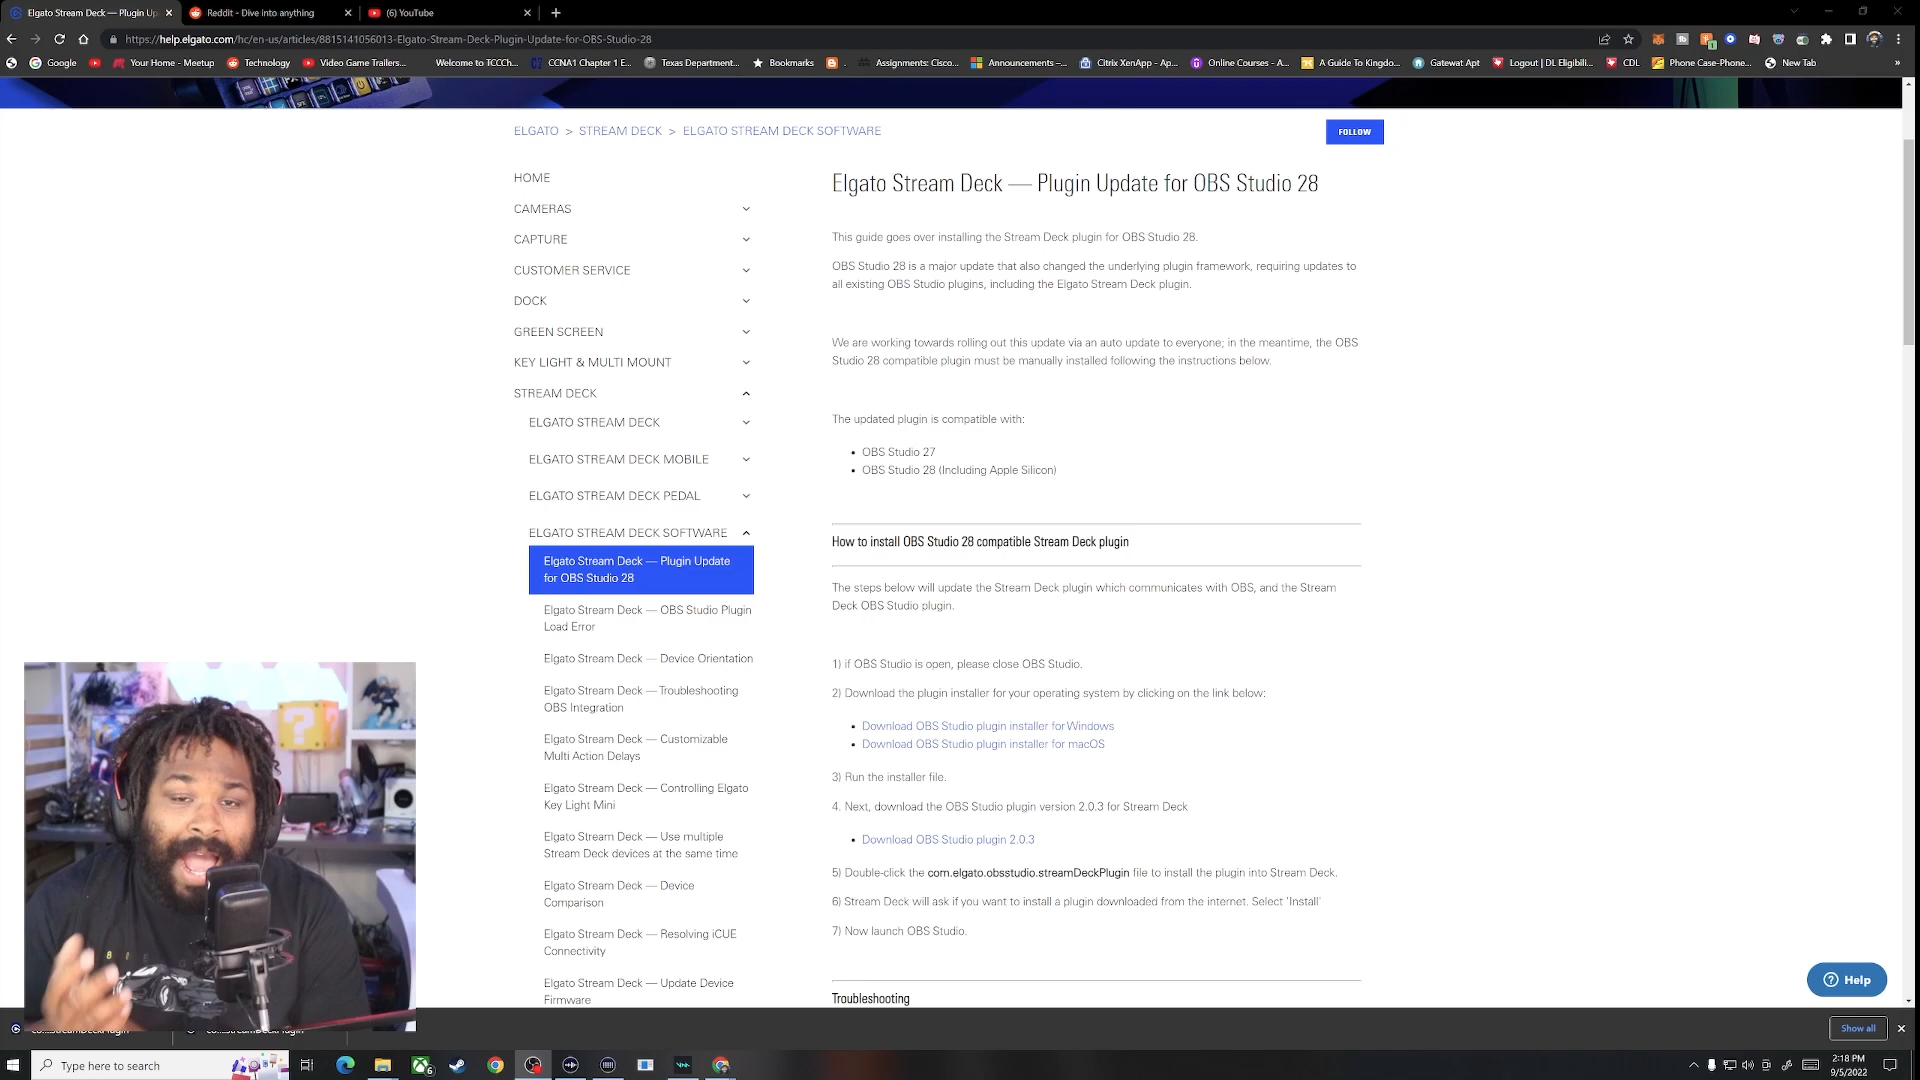 Elgato Stream Deck — Plugin Up
Reddit - Dive into anything
(6) YouTube
https://help.elgato.com/hc/en-us/articles/8815141056013-Elgato-Stream-Deck-Plugin-Update-for-OBS-Studio-28
Google
Your Home - Meetup
Technology
Video Game Trailers...
Welcome to TCCCh...
CCNA1 Chapter 1 E...
Texas Department...
Bookmarks
Assignments: Cisco...
Announcements –...
Citrix XenApp - Ap...
Online Courses - A...
A Guide To Kingdo...
Gatewat Apt
Logout | DL Eligibili...
CDL
Phone Case-Phone...
New Tab
»
ELGATO > STREAM DECK > ELGATO STREAM DECK SOFTWARE
FOLLOW
HOME
CAMERAS
CAPTURE
CUSTOMER SERVICE
DOCK
GREEN SCREEN
KEY LIGHT & MULTI MOUNT
STREAM DECK
ELGATO STREAM DECK
ELGATO STREAM DECK MOBILE
ELGATO STREAM DECK PEDAL
ELGATO STREAM DECK SOFTWARE
Elgato Stream Deck — Plugin Update
for OBS Studio 28
Elgato Stream Deck — OBS Studio Plugin
Load Error
Elgato Stream Deck — Device Orientation
Elgato Stream Deck — Troubleshooting
OBS Integration
Elgato Stream Deck — Customizable
Multi Action Delays
Elgato Stream Deck — Controlling Elgato
Key Light Mini
Elgato Stream Deck — Use multiple
Stream Deck devices at the same time
Elgato Stream Deck — Device
Comparison
Elgato Stream Deck — Resolving iCUE
Connectivity
Elgato Stream Deck — Update Device
Firmware
Elgato Stream Deck — Plugin Update for OBS Studio 28
This guide goes over installing the Stream Deck plugin for OBS Studio 28.
OBS Studio 28 is a major update that also changed the underlying plugin framework, requiring updates to
all existing OBS Studio plugins, including the Elgato Stream Deck plugin.
We are working towards rolling out this update via an auto update to everyone; in the meantime, the OBS
Studio 28 compatible plugin must be manually installed following the instructions below.
The updated plugin is compatible with:
• OBS Studio 27
• OBS Studio 28 (Including Apple Silicon)
How to install OBS Studio 28 compatible Stream Deck plugin
The steps below will update the Stream Deck plugin which communicates with OBS, and the Stream
Deck OBS Studio plugin.
1) if OBS Studio is open, please close OBS Studio.
2) Download the plugin installer for your operating system by clicking on the link below:
• Download OBS Studio plugin installer for Windows
• Download OBS Studio plugin installer for macOS
3) Run the installer file.
4. Next, download the OBS Studio plugin version 2.0.3 for Stream Deck
• Download OBS Studio plugin 2.0.3
5) Double-click the com.elgato.obsstudio.streamDeckPlugin file to install the plugin into Stream Deck.
6) Stream Deck will ask if you want to install a plugin downloaded from the internet. Select 'Install'
7) Now launch OBS Studio.
Troubleshooting
Help
Show all
Type here to search
2:18 PM
9/5/2022